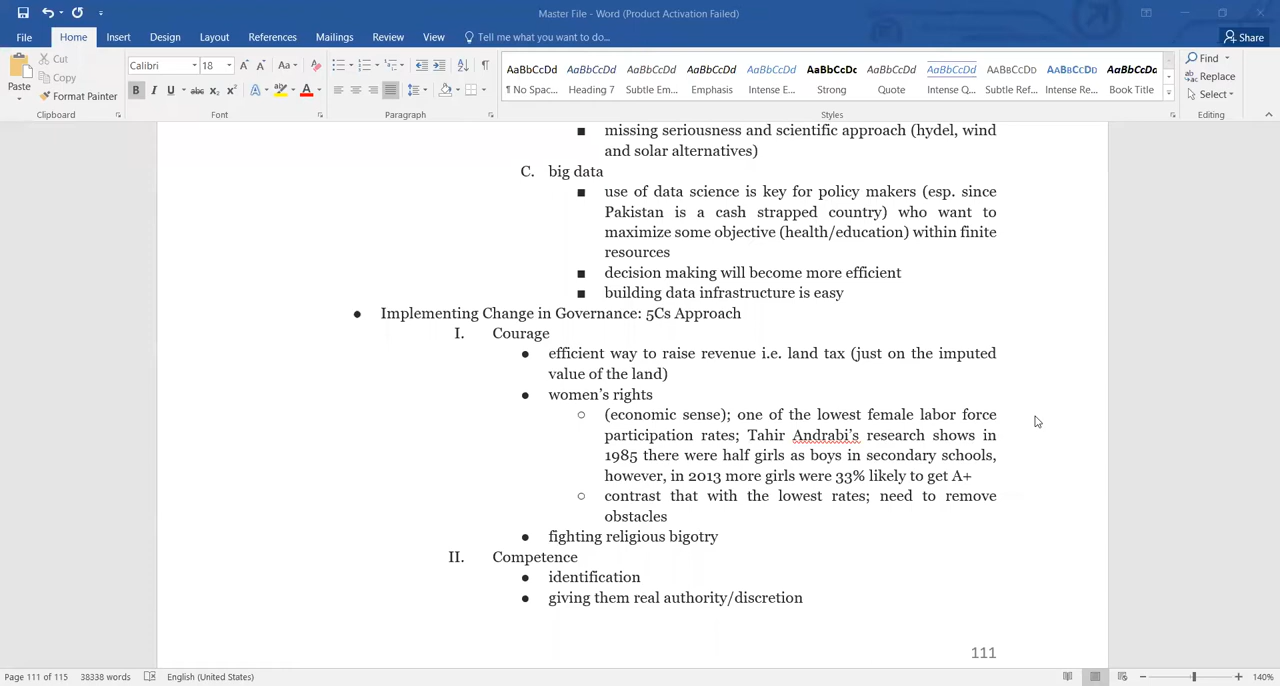 Master File - Word (Product Activation Failed)
File Home Insert Design Layout References Mailings Review View Tell me what you want to do... Share
Paste Cut Copy Format Painter Clipboard
Calibri 18 Font
Paragraph
AaBbCcDd AaBbCcDd AaBbCcDd AaBbCcDd AaBbCcDd AaBbCcDc AaBbCcDd AaBbCcDd AaBbCcDd AaBbCcDd AaBbCcDd
¶ No Spac... Heading 7 Subtle Em... Emphasis Intense E... Strong Quote Intense Q... Subtle Ref... Intense Re... Book Title
Styles
Find Replace Select Editing
■ missing seriousness and scientific approach (hydel, wind
and solar alternatives)
C. big data
■ use of data science is key for policy makers (esp. since
Pakistan is a cash strapped country) who want to
maximize some objective (health/education) within finite
resources
■ decision making will become more efficient
■ building data infrastructure is easy
● Implementing Change in Governance: 5Cs Approach
I. Courage
● efficient way to raise revenue i.e. land tax (just on the imputed
value of the land)
● women's rights
○ (economic sense); one of the lowest female labor force
participation rates; Tahir Andrabi's research shows in
1985 there were half girls as boys in secondary schools,
however, in 2013 more girls were 33% likely to get A+
○ contrast that with the lowest rates; need to remove
obstacles
● fighting religious bigotry
II. Competence
● identification
● giving them real authority/discretion
111
Page 111 of 115 38338 words English (United States) 140%